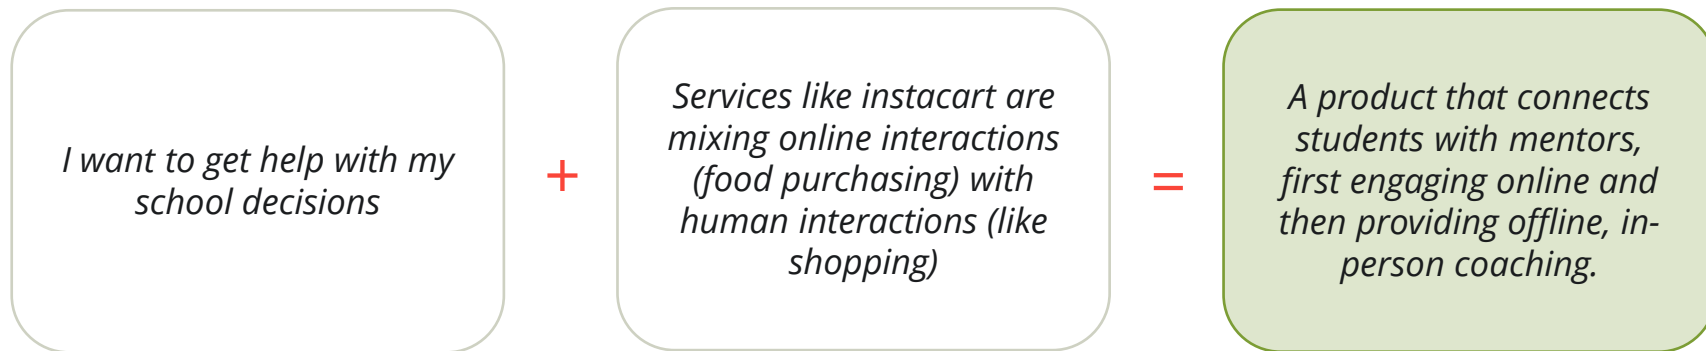 I want to get help with my
school decisions
+
Services like instacart are
mixing online interactions
(food purchasing) with
human interactions (like
shopping)
=
A product that connects
students with mentors,
first engaging online and
then providing offline, in-
person coaching.